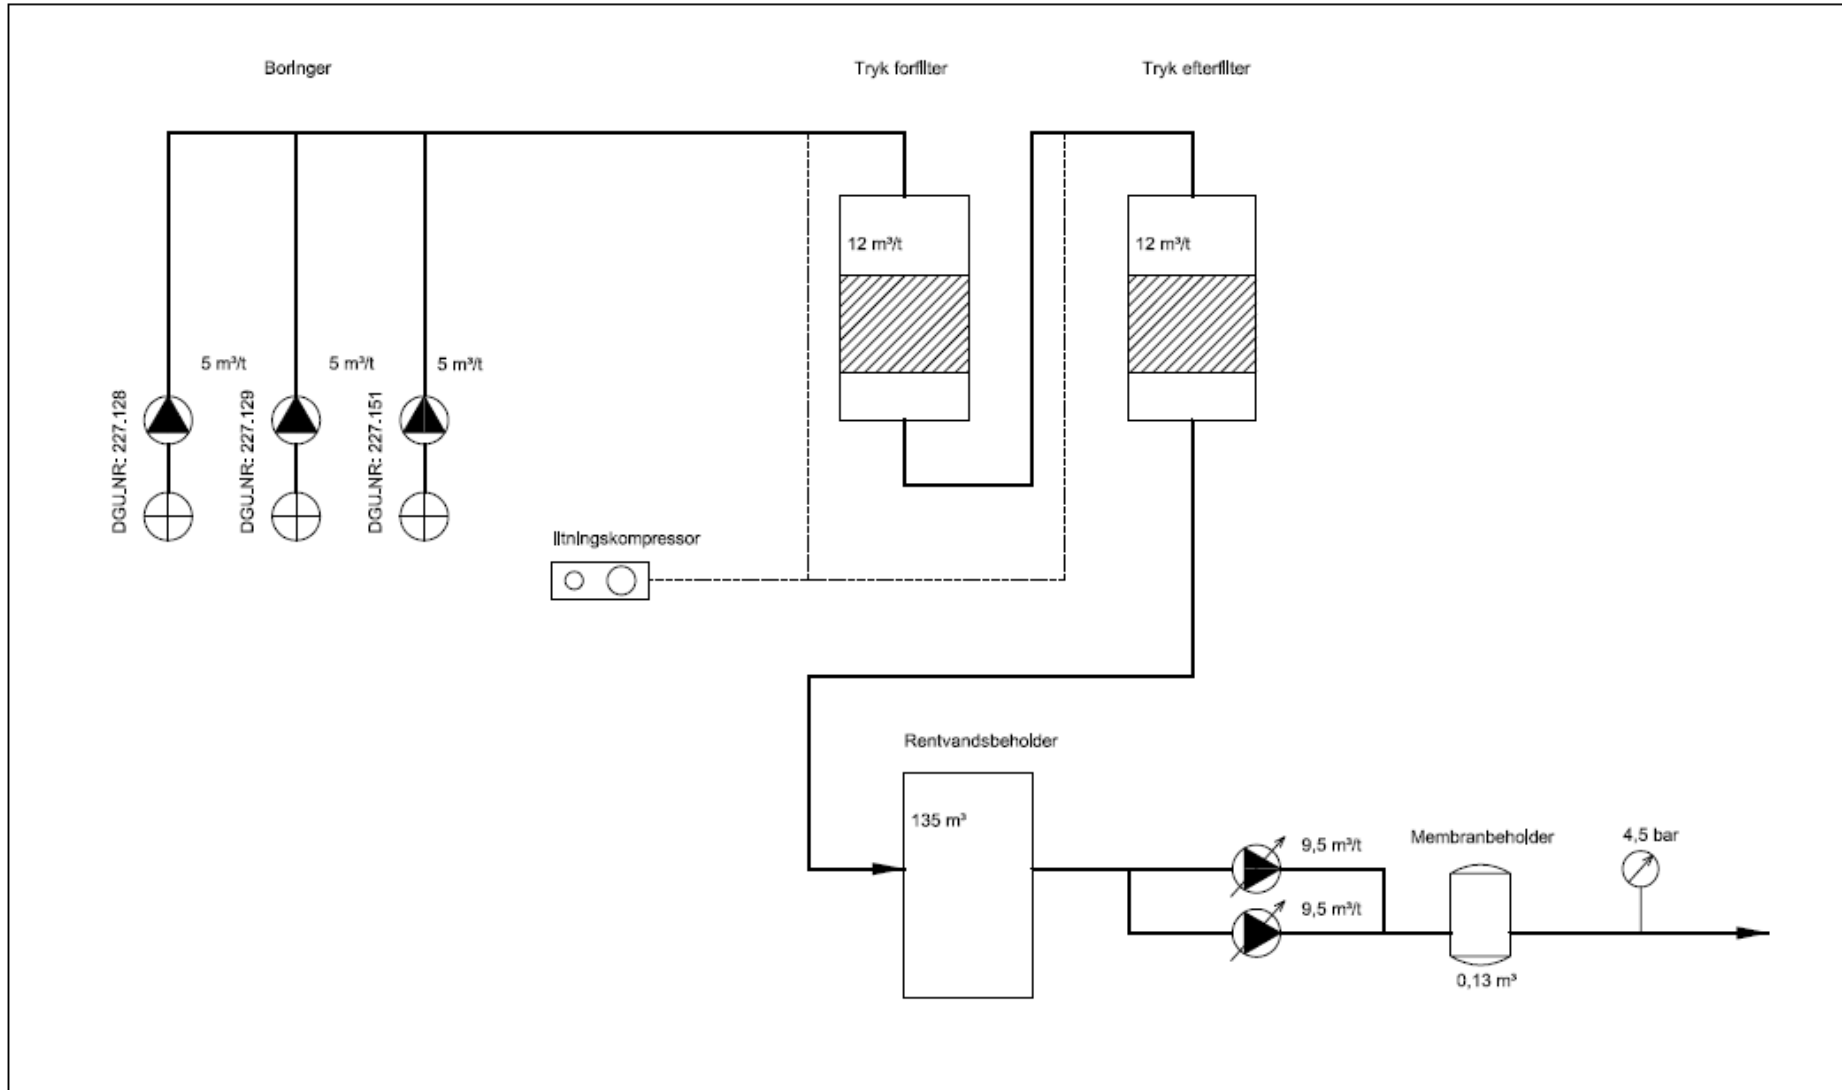 Boringer
Tryk forfilter
Tryk efterfilter
12 m³/t
12 m³/t
5 m³/t
5 m³/t
5 m³/t
DGU.NR: 227.128
DGU.NR: 227.129
DGU.NR: 227.151
Iltningskompressor
Rentvandsbeholder
135 m³
9,5 m³/t
9,5 m³/t
Membranbeholder
4,5 bar
0,13 m³